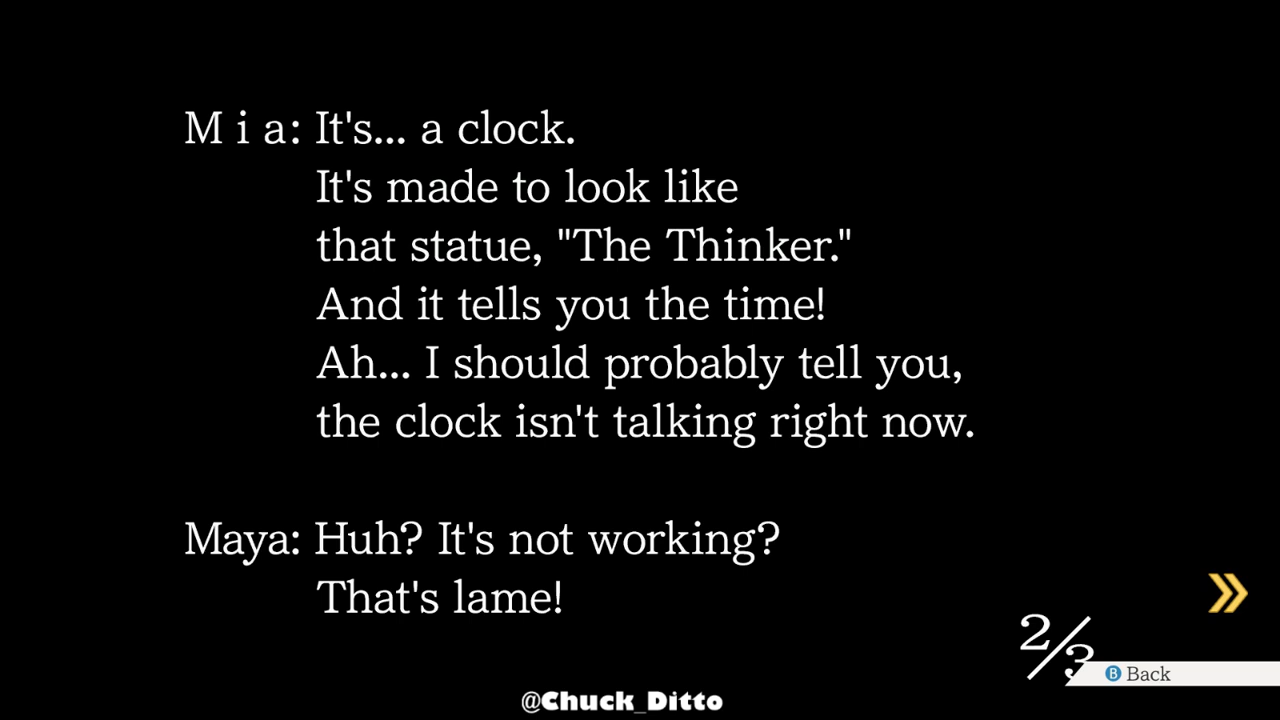 M i a: It's... a clock.
It's made to look like
that statue, "The Thinker."
And it tells you the time!
Ah... I should probably tell you,
the clock isn't talking right now.
Maya: Huh? It's not working?
That's lame!
2/3
B Back
@Chuck_Ditto